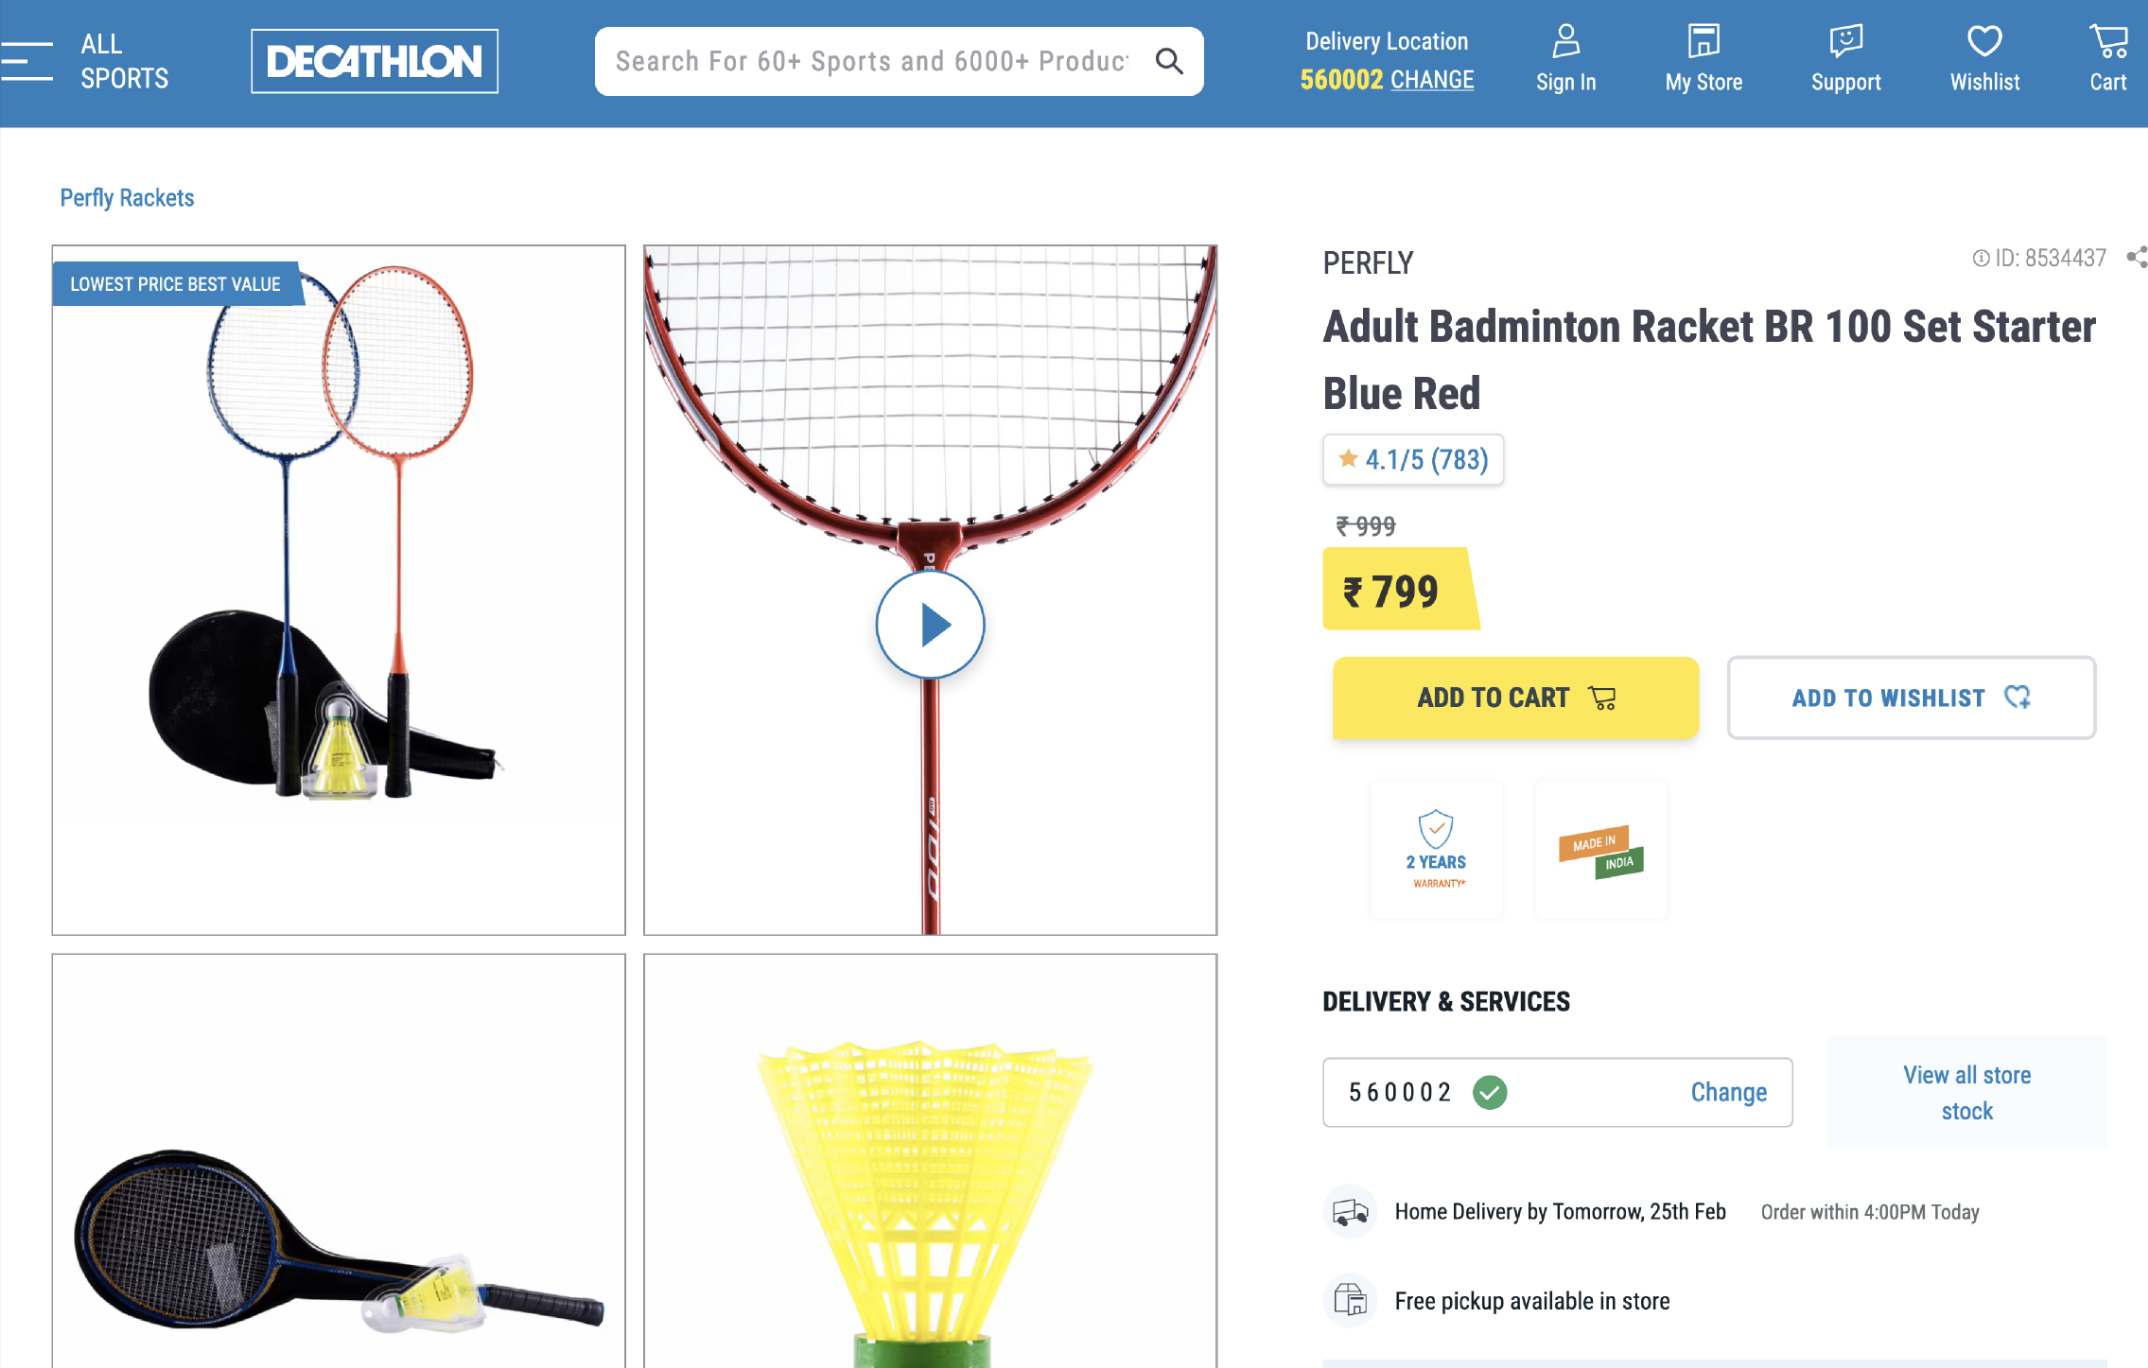 ALL
SPORTS
DECATHLON
Search For 60+ Sports and 6000+ Produc
Delivery Location
560002 CHANGE
Sign In
My Store
Support
Wishlist
Cart
Perfly Rackets
LOWEST PRICE BEST VALUE
PERFLY
ID: 8534437
Adult Badminton Racket BR 100 Set Starter
Blue Red
4.1/5 (783)
₹ 999
₹ 799
ADD TO CART
ADD TO WISHLIST
2 YEARS
WARRANTY*
MADE IN
INDIA
DELIVERY & SERVICES
560002
Change
View all store
stock
Home Delivery by Tomorrow, 25th Feb
Order within 4:00PM Today
Free pickup available in store
PE
100